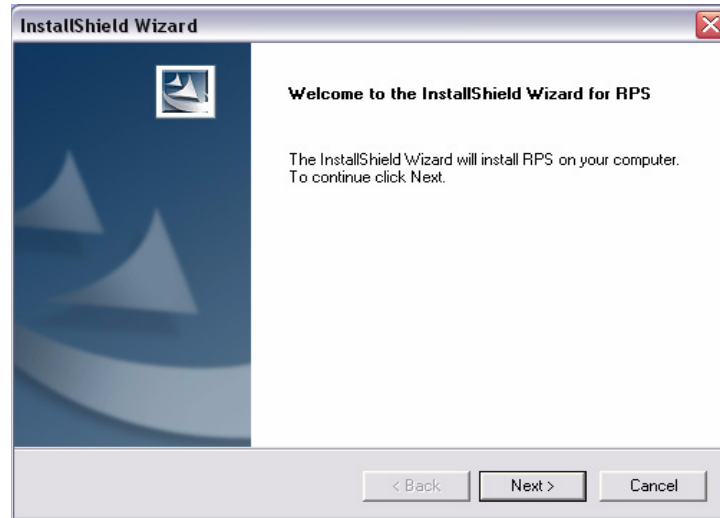 InstallShield Wizard
Welcome to the InstallShield Wizard for RPS
The InstallShield Wizard will install RPS on your computer.
To continue click Next.
< Back
Next >
Cancel